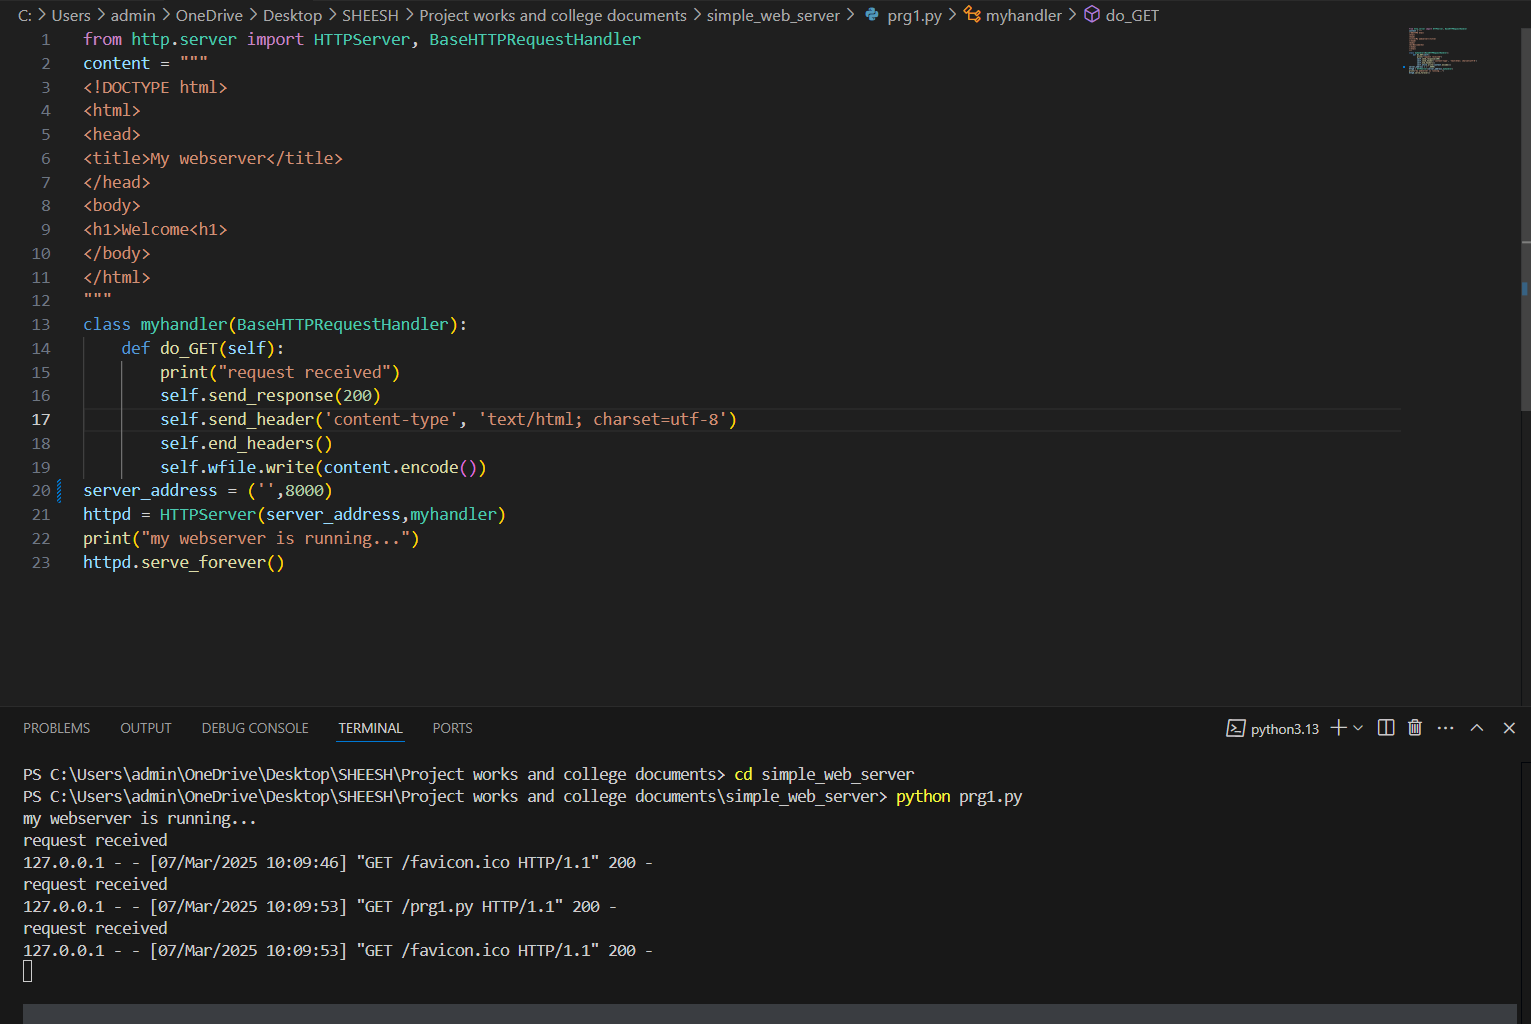 C: > Users > admin > OneDrive > Desktop > SHEESH > Project works and college documents > simple_web_server > prg1.py > myhandler > do_GET
1 from http.server import HTTPServer, BaseHTTPRequestHandler
2 content = """
3 <!DOCTYPE html>
4 <html>
5 <head>
6 <title>My webserver</title>
7 </head>
8 <body>
9 <h1>Welcome<h1>
10 </body>
11 </html>
12 """
13 class myhandler(BaseHTTPRequestHandler):
14     def do_GET(self):
15         print("request received")
16         self.send_response(200)
17         self.send_header('content-type', 'text/html; charset=utf-8')
18         self.end_headers()
19         self.wfile.write(content.encode())
20 server_address = ('',8000)
21 httpd = HTTPServer(server_address,myhandler)
22 print("my webserver is running...")
23 httpd.serve_forever()
PROBLEMS OUTPUT DEBUG CONSOLE TERMINAL PORTS python3.13
PS C:\Users\admin\OneDrive\Desktop\SHEESH\Project works and college documents> cd simple_web_server
PS C:\Users\admin\OneDrive\Desktop\SHEESH\Project works and college documents\simple_web_server> python prg1.py
my webserver is running...
request received
127.0.0.1 - - [07/Mar/2025 10:09:46] "GET /favicon.ico HTTP/1.1" 200 -
request received
127.0.0.1 - - [07/Mar/2025 10:09:53] "GET /prg1.py HTTP/1.1" 200 -
request received
127.0.0.1 - - [07/Mar/2025 10:09:53] "GET /favicon.ico HTTP/1.1" 200 -